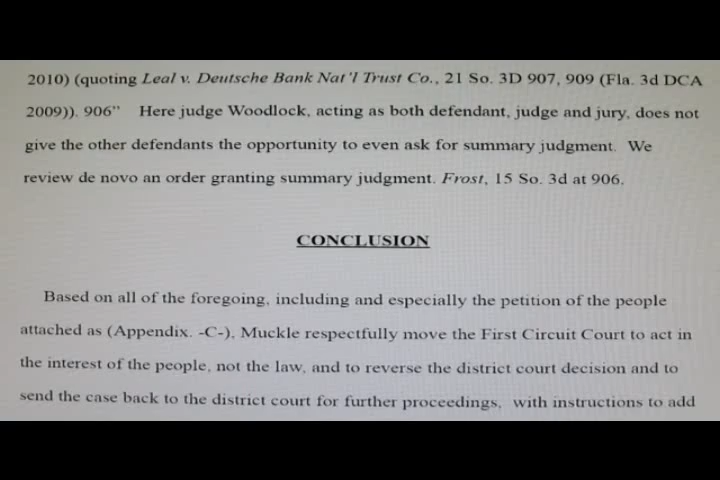 2010) (quoting Leal v. Deutsche Bank Nat'l Trust Co., 21 So. 3D 907, 909 (Fla. 3d DCA
2009)). 906" Here judge Woodlock, acting as both defendant, judge and jury, does not
give the other defendants the opportunity to even ask for summary judgment. We
review de novo an order granting summary judgment. Frost, 15 So. 3d at 906.
CONCLUSION
Based on all of the foregoing, including and especially the petition of the people
attached as (Appendix. -C-), Muckle respectfully move the First Circuit Court to act in
the interest of the people, not the law, and to reverse the district court decision and to
send the case back to the district court for further proceedings, with instructions to add